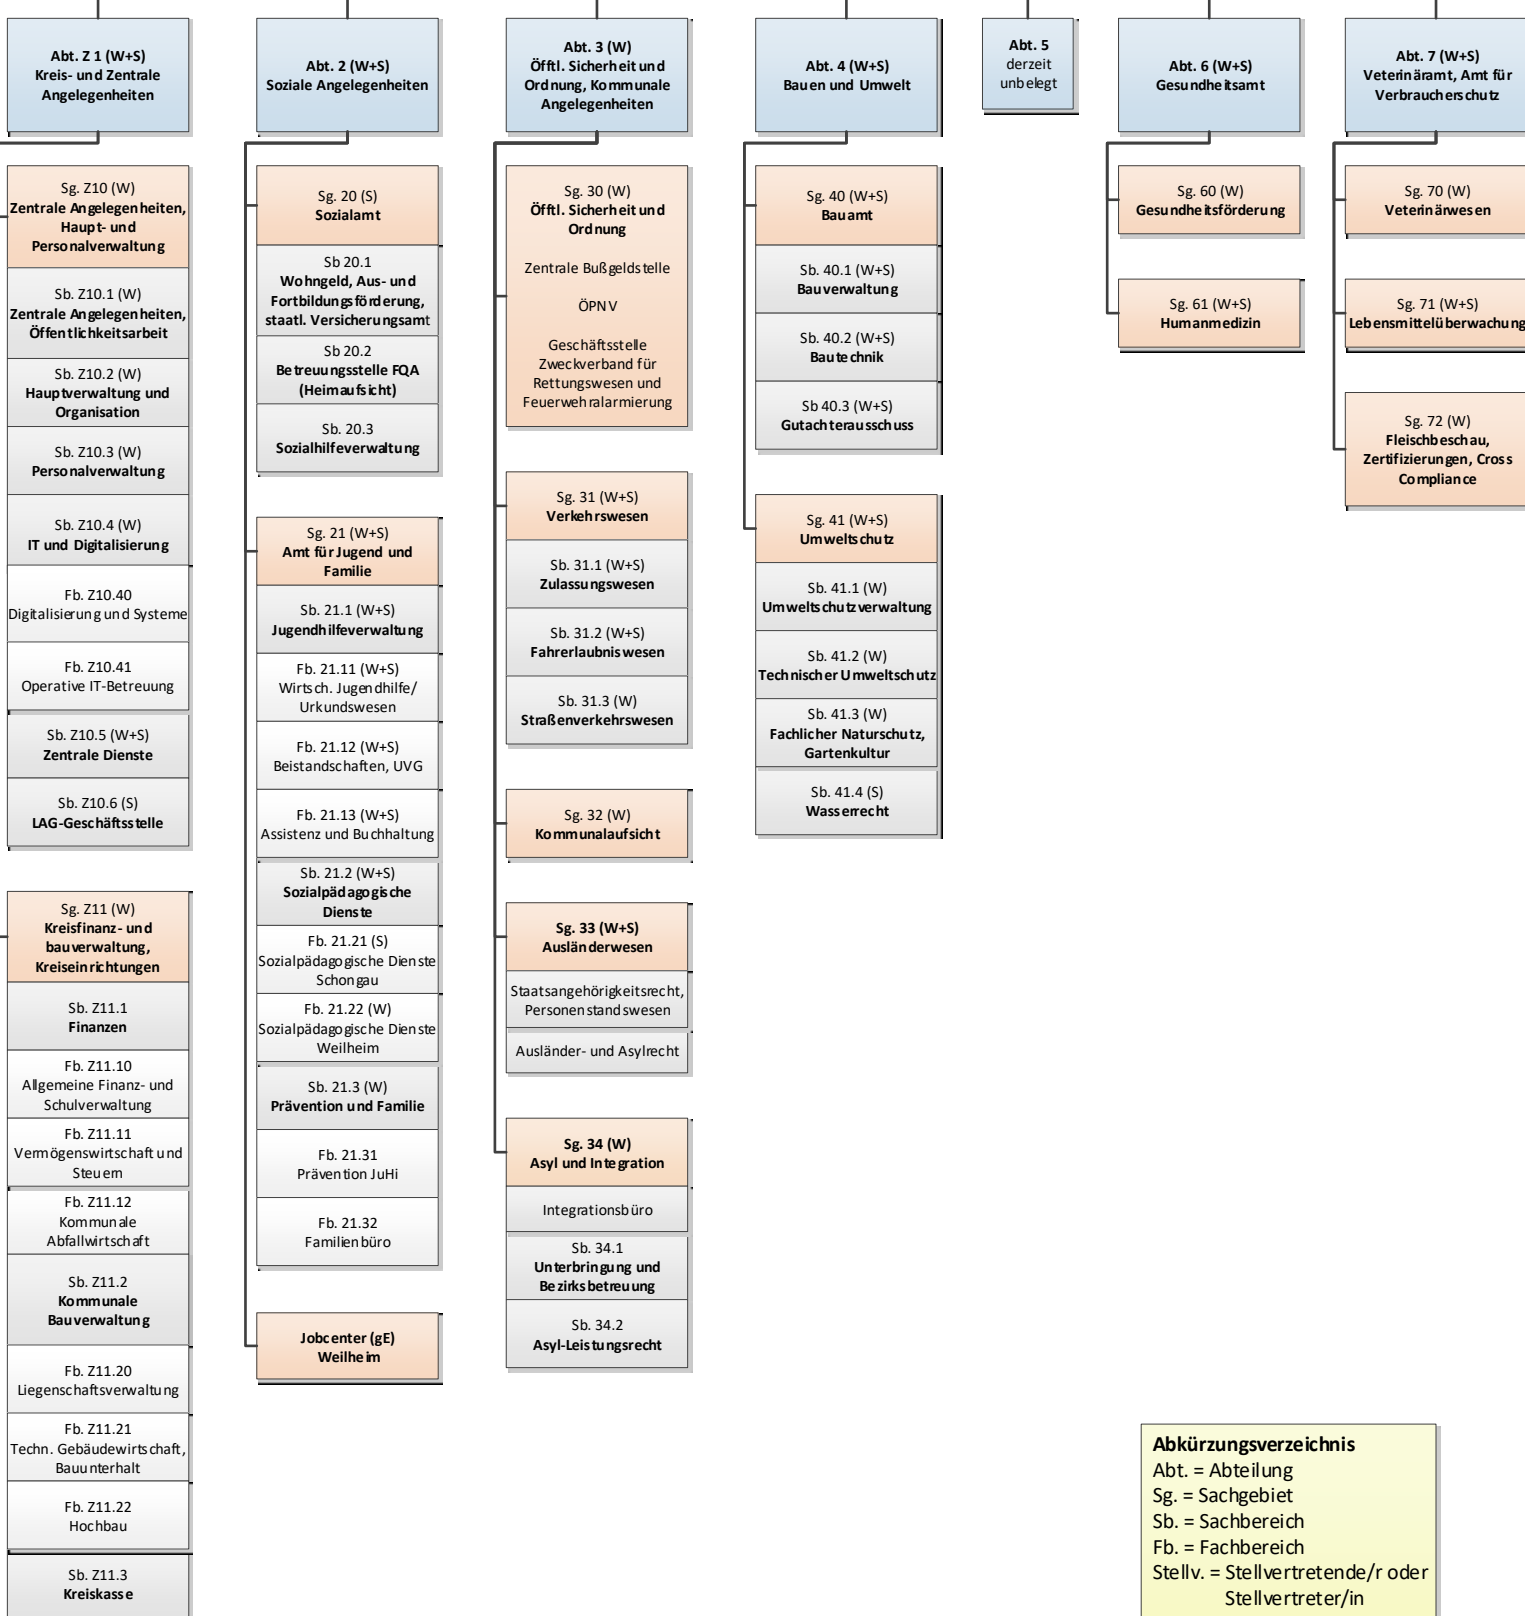 Abt. Z 1 (W+S)
Kreis- und Zentrale
Angelegenheiten
Sg. Z10 (W)
Zentrale Angelegenheiten,
Haupt- und
Personalverwaltung
Sb. Z10.1 (W)
Zentrale Angelegenheiten,
Öffentlichkeitsarbeit
Sb. Z10.2 (W)
Hauptverwaltung und
Organisation
Sb. Z10.3 (W)
Personalverwaltung
Sb. Z10.4 (W)
IT und Digitalisierung
Fb. Z10.40
Digitalisierung und Systeme
Fb. Z10.41
Operative IT-Betreuung
Sb. Z10.5 (W+S)
Zentrale Dienste
Sb. Z10.6 (S)
LAG-Geschäftsstelle
Sg. Z11 (W)
Kreisfinanz- und
bauverwaltung,
Kreiseinrichtungen
Sb. Z11.1
Finanzen
Fb. Z11.10
Allgemeine Finanz- und
Schulverwaltung
Fb. Z11.11
Vermögenswirtschaft und
Steuern
Fb. Z11.12
Kommunale
Abfallwirtschaft
Sb. Z11.2
Kommunale
Bauverwaltung
Fb. Z11.20
Liegenschaftsverwaltung
Fb. Z11.21
Techn. Gebäudewirtschaft,
Bauunterhalt
Fb. Z11.22
Hochbau
Sb. Z11.3
Kreiskasse
Abt. 2 (W+S)
Soziale Angelegenheiten
Sg. 20 (S)
Sozialamt
Sb 20.1
Wohngeld, Aus- und
Fortbildungsförderung,
staatl. Versicherungsamt
Sb 20.2
Betreuungsstelle FQA
(Heimaufsicht)
Sb. 20.3
Sozialhilfeverwaltung
Sg. 21 (W+S)
Amt für Jugend und
Familie
Sb. 21.1 (W+S)
Jugendhilfeverwaltung
Fb. 21.11 (W+S)
Wirtsch. Jugendhilfe/
Urkundswesen
Fb. 21.12 (W+S)
Beistandschaften, UVG
Fb. 21.13 (W+S)
Assistenz und Buchhaltung
Sb. 21.2 (W+S)
Sozialpädagogische
Dienste
Fb. 21.21 (S)
Sozialpädagogische Dienste
Schongau
Fb. 21.22 (W)
Sozialpädagogische Dienste
Weilheim
Sb. 21.3 (W)
Prävention und Familie
Fb. 21.31
Prävention JuHi
Fb. 21.32
Familienbüro
Jobcenter (gE)
Weilheim
Abt. 3 (W)
Öfftl. Sicherheit und
Ordnung, Kommunale
Angelegenheiten
Sg. 30 (W)
Öfftl. Sicherheit und
Ordnung
Zentrale Bußgeldstelle
ÖPNV
Geschäftsstelle
Zweckverband für
Rettungswesen und
Feuerwehralarmierung
Sg. 31 (W+S)
Verkehrswesen
Sb. 31.1 (W+S)
Zulassungswesen
Sb. 31.2 (W+S)
Fahrerlaubniswesen
Sb. 31.3 (W)
Straßenverkehrswesen
Sg. 32 (W)
Kommunalaufsicht
Sg. 33 (W+S)
Ausländerwesen
Staatsangehörigkeitsrecht,
Personenstandswesen
Ausländer- und Asylrecht
Sg. 34 (W)
Asyl und Integration
Integrationsbüro
Sb. 34.1
Unterbringung und
Bezirksbetreuung
Sb. 34.2
Asyl-Leistungsrecht
Abt. 4 (W+S)
Bauen und Umwelt
Sg. 40 (W+S)
Bauamt
Sb. 40.1 (W+S)
Bauverwaltung
Sb. 40.2 (W+S)
Bautechnik
Sb 40.3 (W+S)
Gutachterausschuss
Sg. 41 (W+S)
Umweltschutz
Sb. 41.1 (W)
Umweltschutzverwaltung
Sb. 41.2 (W)
Technischer Umweltschutz
Sb. 41.3 (W)
Fachlicher Naturschutz,
Gartenkultur
Sb. 41.4 (S)
Wasserrecht
Abt. 5
derzeit
unbelegt
Abt. 6 (W+S)
Gesundheitsamt
Sg. 60 (W)
Gesundheitsförderung
Sg. 61 (W+S)
Humanmedizin
Abt. 7 (W+S)
Veterinäramt, Amt für
Verbraucherschutz
Sg. 70 (W)
Veterinärwesen
Sg. 71 (W+S)
Lebensmittelüberwachung
Sg. 72 (W)
Fleischbeschau,
Zertifizierungen, Cross
Compliance
Abkürzungsverzeichnis
Abt. = Abteilung
Sg. = Sachgebiet
Sb. = Sachbereich
Fb. = Fachbereich
Stellv. = Stellvertretende/r oder
Stellvertreter/in